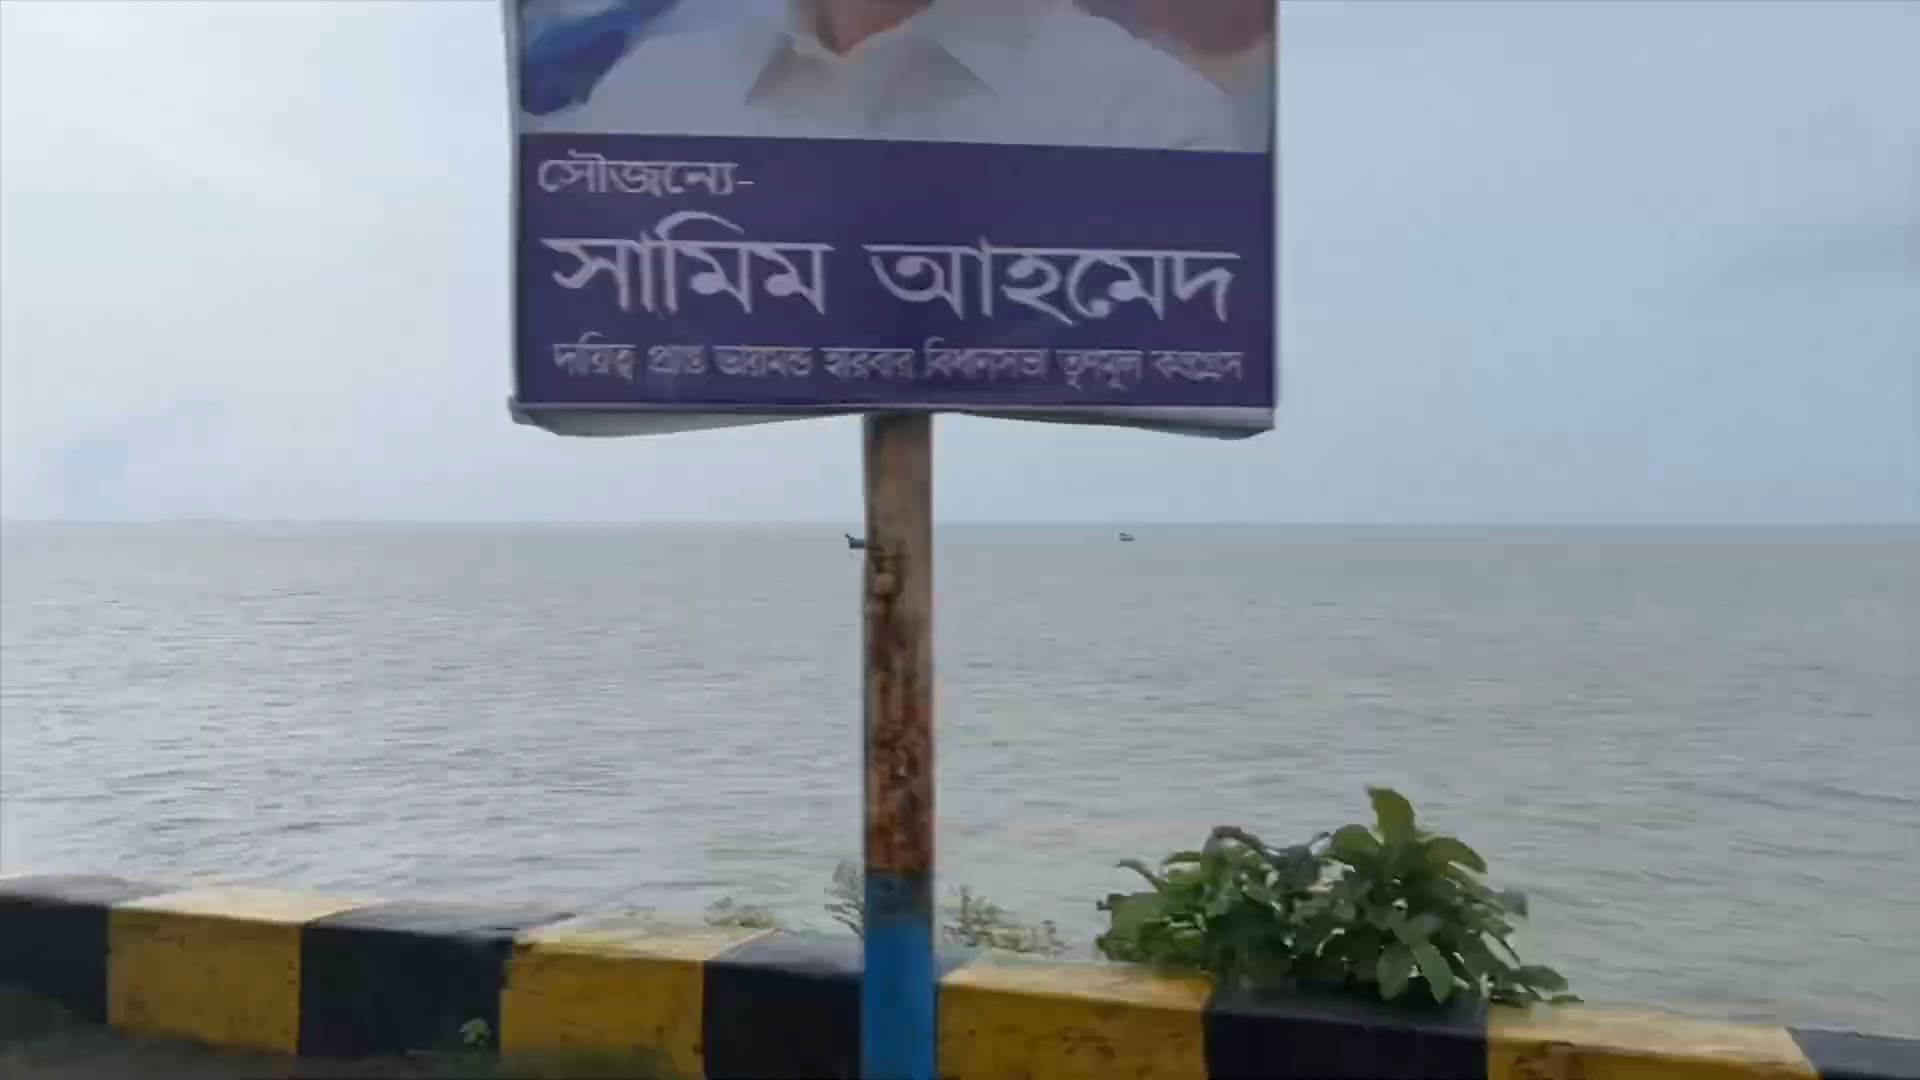 সৌজন্যে-
সামিম আহমেদ
দায়িত্ব প্রাপ্ত ডায়মন্ড হারবার বিধানসভা তৃণমূল কংগ্রেস